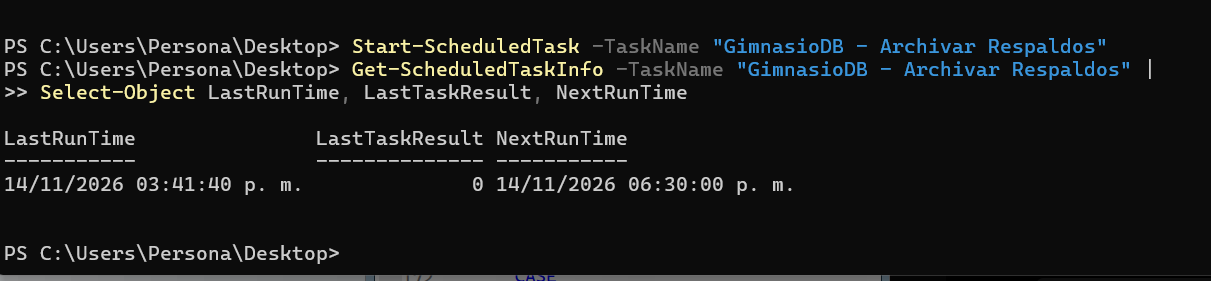 PS C:\Users\Persona\Desktop> Start-ScheduledTask -TaskName "GimnasioDB - Archivar Respaldos"
PS C:\Users\Persona\Desktop> Get-ScheduledTaskInfo -TaskName "GimnasioDB - Archivar Respaldos" |
>> Select-Object LastRunTime, LastTaskResult, NextRunTime
LastRunTime LastTaskResult NextRunTime
----------- -------------- -----------
14/11/2026 03:41:40 p. m. 0 14/11/2026 06:30:00 p. m.
PS C:\Users\Persona\Desktop>
CASE